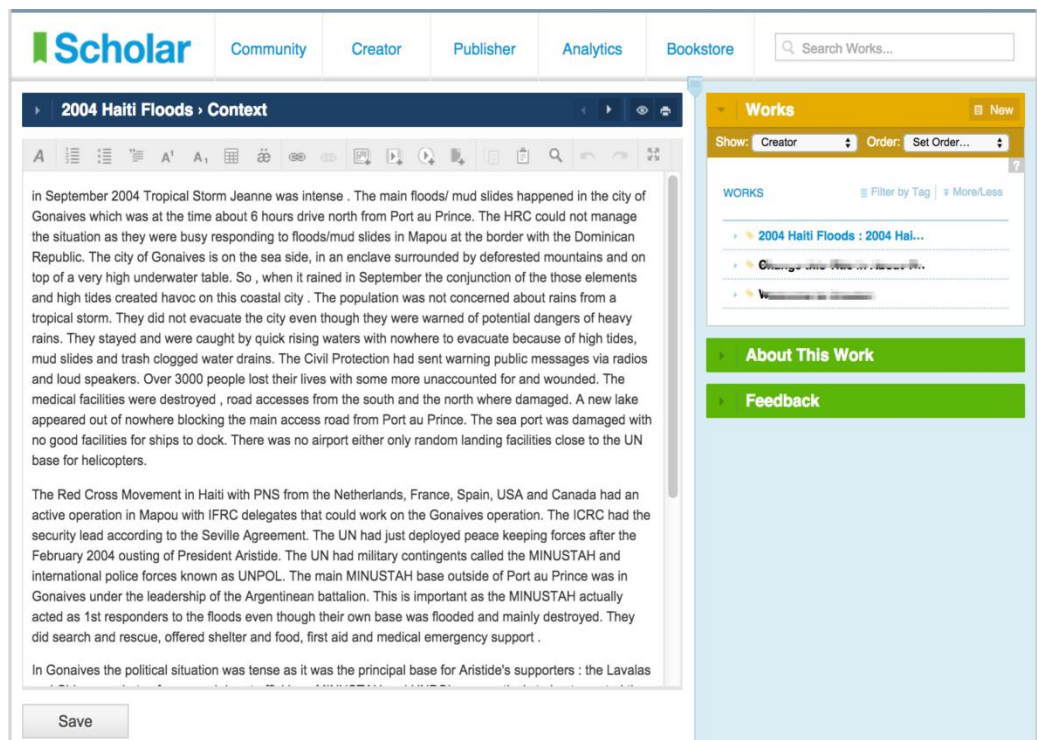 Scholar
Community Creator Publisher Analytics Bookstore Search Works...
2004 Haiti Floods › Context
in September 2004 Tropical Storm Jeanne was intense . The main floods/ mud slides happened in the city of
Gonaives which was at the time about 6 hours drive north from Port au Prince. The HRC could not manage
the situation as they were busy responding to floods/mud slides in Mapou at the border with the Dominican
Republic. The city of Gonaives is on the sea side, in an enclave surrounded by deforested mountains and on
top of a very high underwater table. So , when it rained in September the conjunction of the those elements
and high tides created havoc on this coastal city . The population was not concerned about rains from a
tropical storm. They did not evacuate the city even though they were warned of potential dangers of heavy
rains. They stayed and were caught by quick rising waters with nowhere to evacuate because of high tides,
mud slides and trash clogged water drains. The Civil Protection had sent warning public messages via radios
and loud speakers. Over 3000 people lost their lives with some more unaccounted for and wounded. The
medical facilities were destroyed , road accesses from the south and the north where damaged. A new lake
appeared out of nowhere blocking the main access road from Port au Prince. The sea port was damaged with
no good facilities for ships to dock. There was no airport either only random landing facilities close to the UN
base for helicopters.
The Red Cross Movement in Haiti with PNS from the Netherlands, France, Spain, USA and Canada had an
active operation in Mapou with IFRC delegates that could work on the Gonaives operation. The ICRC had the
security lead according to the Seville Agreement. The UN had just deployed peace keeping forces after the
February 2004 ousting of President Aristide. The UN had military contingents called the MINUSTAH and
international police forces known as UNPOL. The main MINUSTAH base outside of Port au Prince was in
Gonaives under the leadership of the Argentinean battalion. This is important as the MINUSTAH actually
acted as 1st responders to the floods even though their own base was flooded and mainly destroyed. They
did search and rescue, offered shelter and food, first aid and medical emergency support .
In Gonaives the political situation was tense as it was the principal base for Aristide's supporters : the Lavalas
Save
Works
New
Show: Creator Order: Set Order...
?
WORKS Filter by Tag More/Less
2004 Haiti Floods : 2004 Hai...
About This Work
Feedback